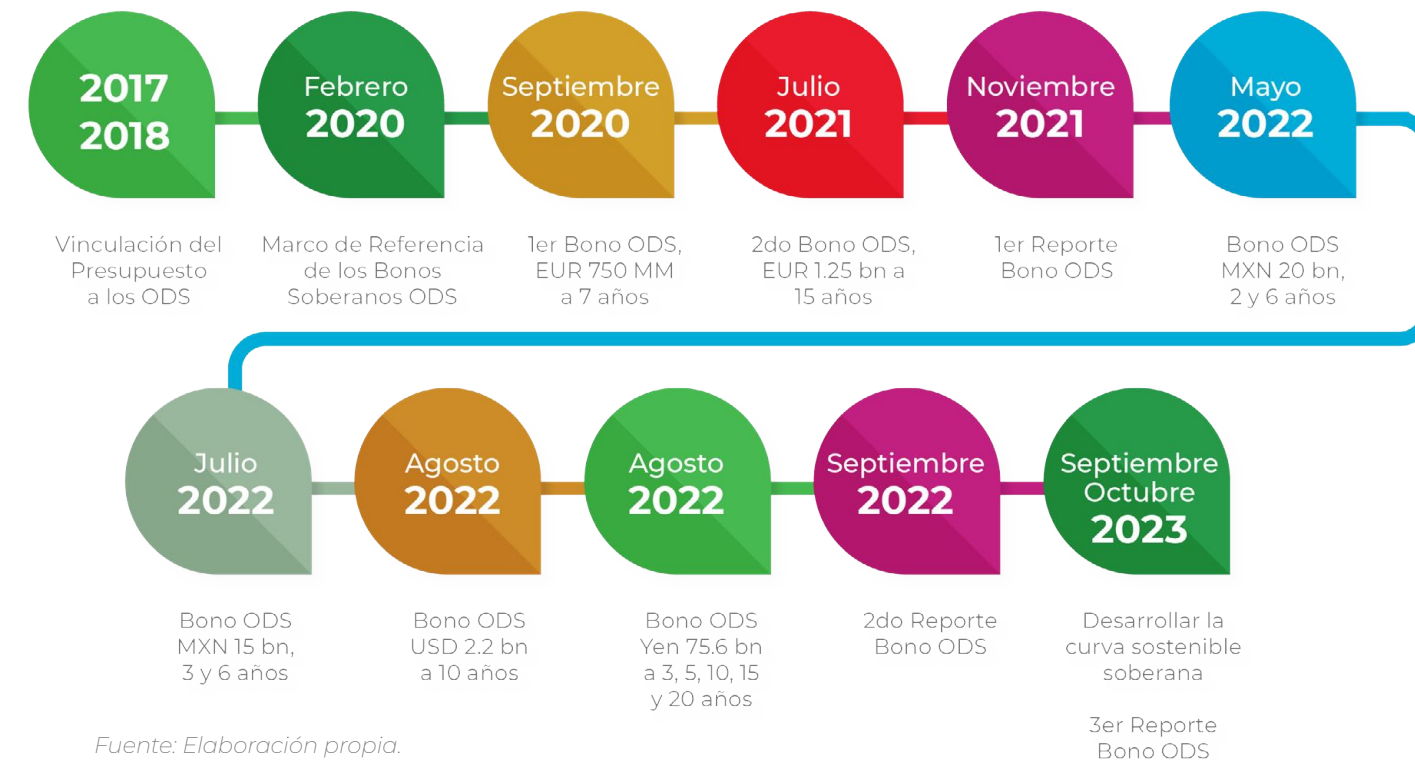 2017
2018
Vinculación del
Presupuesto
a los ODS
Febrero
2020
Marco de Referencia
de los Bonos
Soberanos ODS
Septiembre
2020
1er Bono ODS,
EUR 750 MM
a 7 años
Julio
2021
2do Bono ODS,
EUR 1.25 bn a
15 años
Noviembre
2021
1er Reporte
Bono ODS
Mayo
2022
Bono ODS
MXN 20 bn,
2 y 6 años
Julio
2022
Bono ODS
MXN 15 bn,
3 y 6 años
Agosto
2022
Bono ODS
USD 2.2 bn
a 10 años
Agosto
2022
Bono ODS
Yen 75.6 bn
a 3, 5, 10, 15
y 20 años
Septiembre
2022
2do Reporte
Bono ODS
Septiembre
Octubre
2023
Desarrollar la
curva sostenible
soberana
3er Reporte
Bono ODS
Fuente: Elaboración propia.